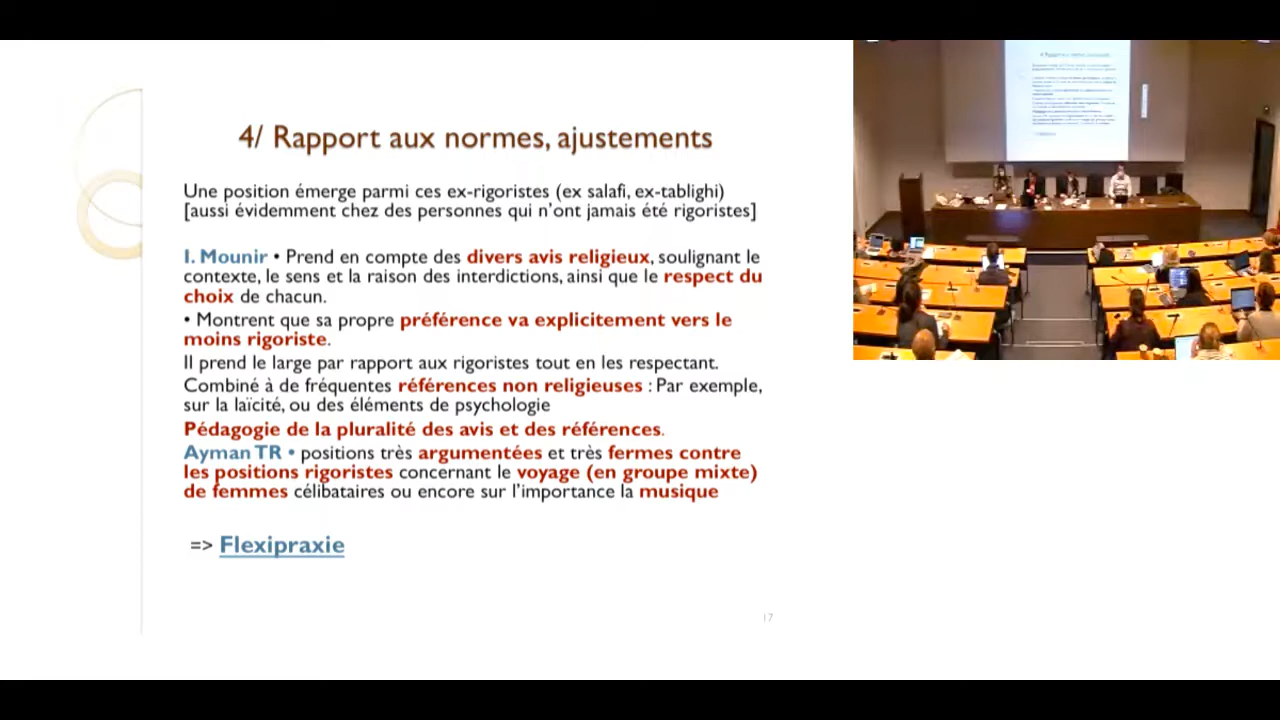 4/ Rapport aux normes, ajustements
Une position émerge parmi ces ex-rigoristes (ex salafi, ex-tablighi)
[aussi évidemment chez des personnes qui n'ont jamais été rigoristes]
I. Mounir • Prend en compte des divers avis religieux, soulignant le
contexte, le sens et la raison des interdictions, ainsi que le respect du
choix de chacun.
• Montrent que sa propre préférence va explicitement vers le
moins rigoriste.
Il prend le large par rapport aux rigoristes tout en les respectant.
Combiné à de fréquentes références non religieuses : Par exemple,
sur la laïcité, ou des éléments de psychologie
Pédagogie de la pluralité des avis et des références.
Ayman TR • positions très argumentées et très fermes contre
les positions rigoristes concernant le voyage (en groupe mixte)
de femmes célibataires ou encore sur l'importance la musique
=> Flexipraxie
17